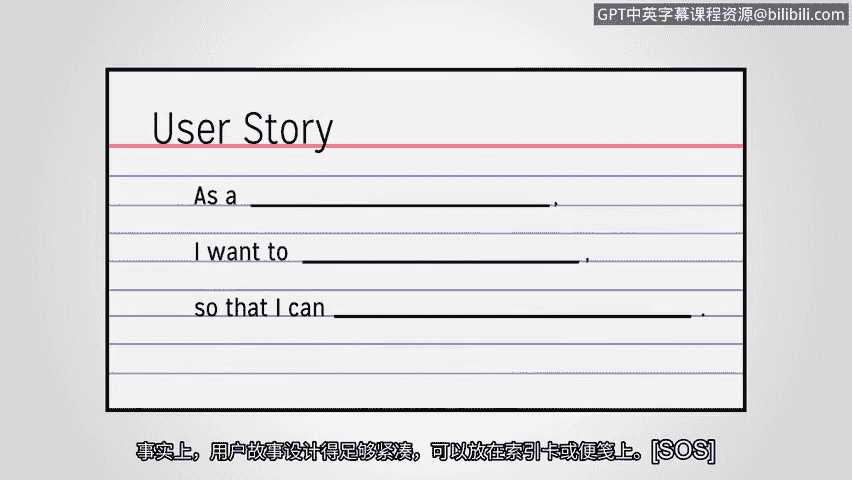 GPT中英字幕课程资源@bilibili.com
User Story
As a ,
I want to ,
so that I can .
事实上，用户故事设计得足够紧凑，可以放在索引卡或便笺上。[SOS]